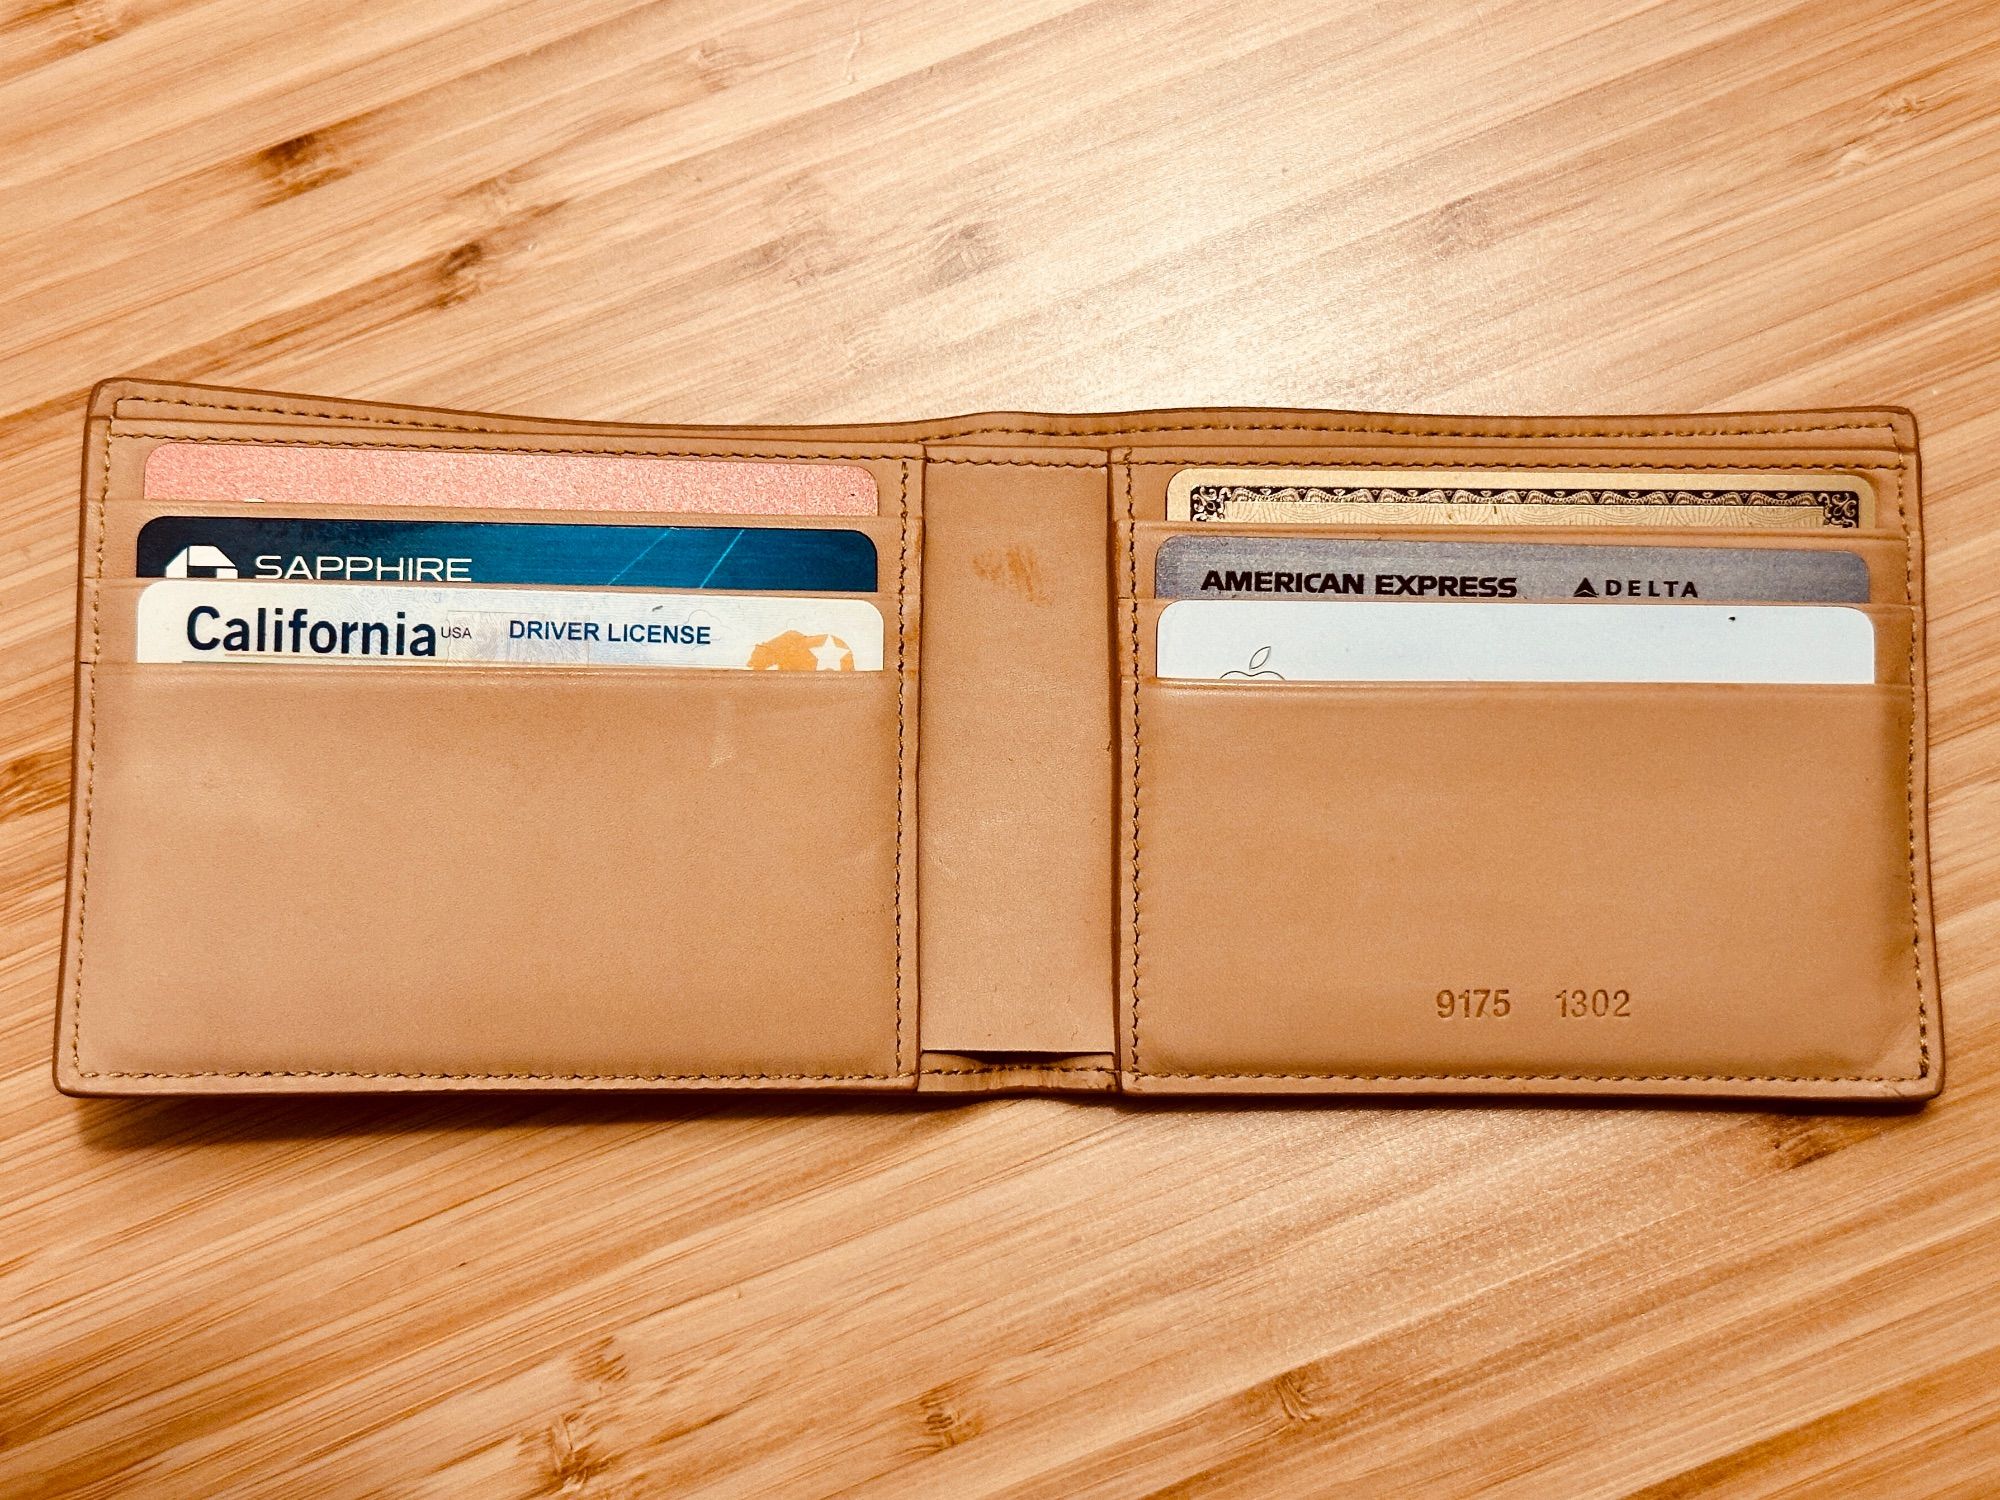 SAPPHIRE
California USA DRIVER LICENSE
AMERICAN EXPRESS DELTA
9175 1302